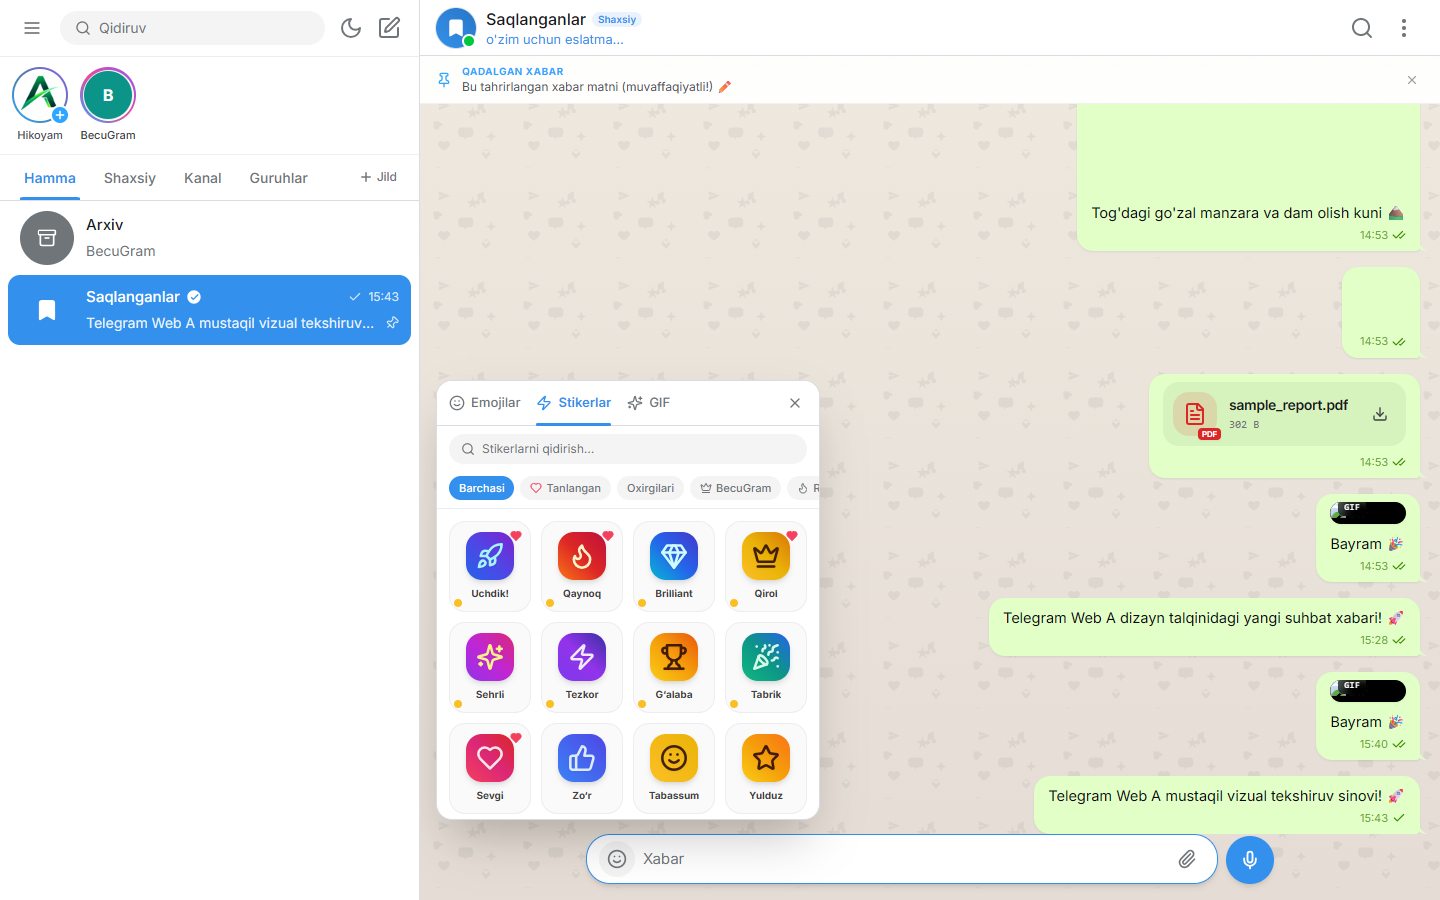 Qidiruv
Hikoyam
B
BecuGram
Hamma
Shaxsiy
Kanal
Guruhlar
Jild
Arxiv
BecuGram
Saqlanganlar
15:43
Telegram Web A mustaqil vizual tekshiruv...
Saqlanganlar Shaxsiy
o'zim uchun eslatma...
QADALGAN XABAR
Bu tahrirlangan xabar matni (muvaffaqiyatli!)
Tog'dagi go'zal manzara va dam olish kuni
14:53
14:53
sample_report.pdf
302 B
PDF
14:53
GIF
Bayram
14:53
Telegram Web A dizayn talqinidagi yangi suhbat xabari!
15:28
GIF
Bayram
15:40
Telegram Web A mustaqil vizual tekshiruv sinovi!
15:43
Emojilar
Stikerlar
GIF
Stikerlarni qidirish...
Barchasi
Tanlangan
Oxirgilari
BecuGram
Uchdik!
Qaynoq
Brilliant
Qirol
Sehrli
Tezkor
G‘alaba
Tabrik
Sevgi
Zo‘r
Tabassum
Yulduz
Xabar